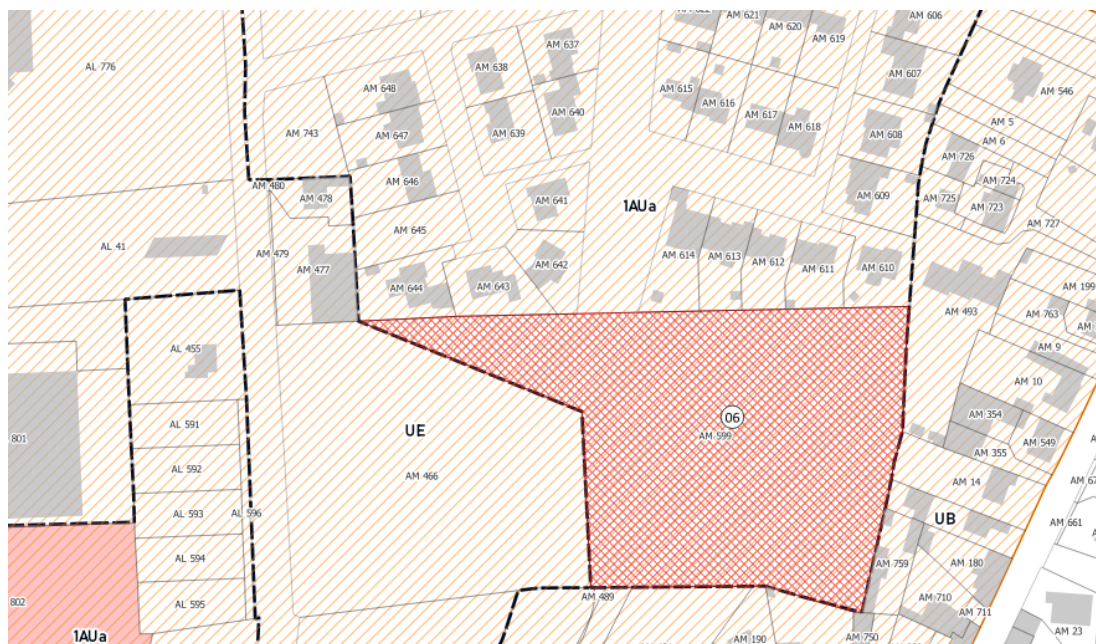 AM 621
AM 620
AM 619
AM 606
AM 637
AM 638
AL 776
AM 607
AM 648
AM 546
AM 615
AM 616
AM 617
AM 618
AM 640
AM 5
AM 743
AM 647
AM 639
AM 608
AM 6
AM 726
AM 646
AM 724
AM 480
AM 478
AM 641
AM 609
AM 725
AM 723
1AUa
AM 727
AM 645
AL 41
AM 479
AM 477
AM 642
AM 614
AM 613
AM 612
AM 611
AM 610
AM 644
AM 643
AM 493
AM 199
AM 763
AL 455
AM 9
AM 10
AM 354
06
AM 599
AL 591
UE
801
AM 549
AM 355
AL 592
AM 466
AM 14
AL 593
AL 596
UB
AM 661
AL 594
AM 759
AM 180
AM 489
802
AL 595
AM 710
AM 711
1AUa
AM 190
AM 750
AM 23